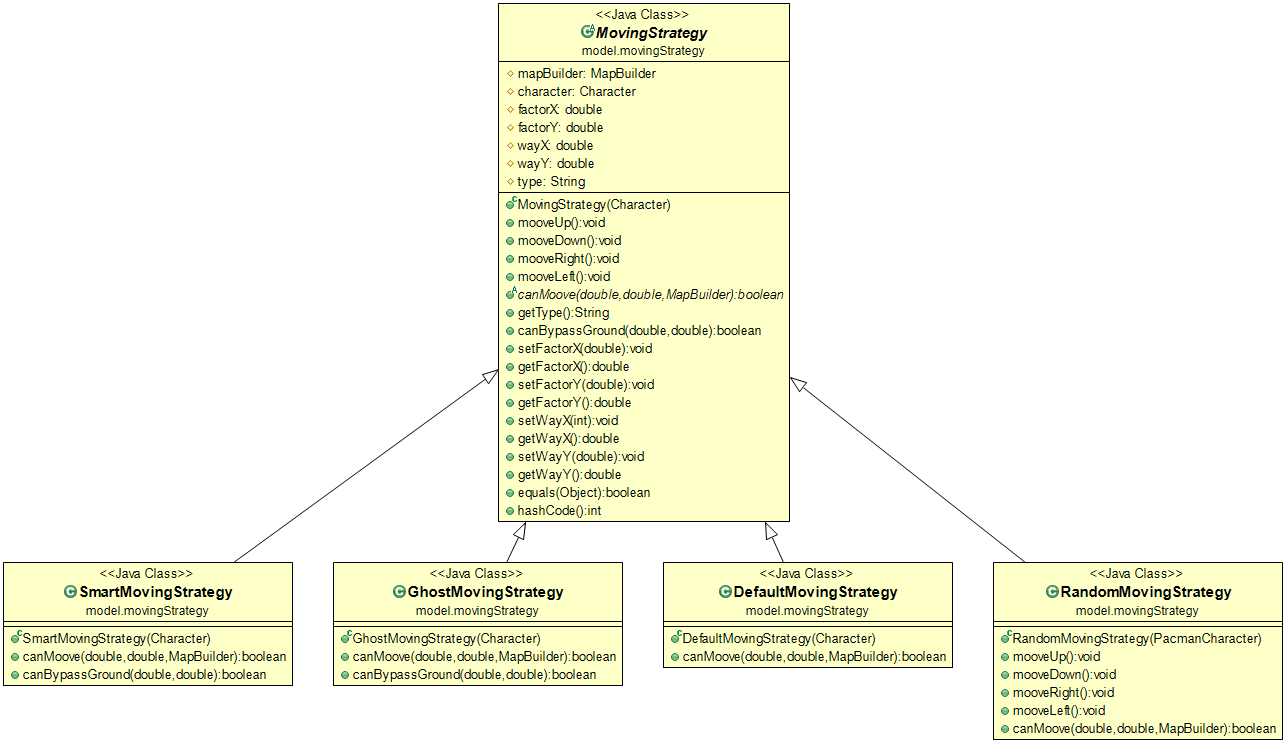 <<Java Class>>
MovingStrategy
model.movingStrategy
mapBuilder: MapBuilder
character: Character
factorX: double
factorY: double
wayX: double
wayY: double
type: String
MovingStrategy(Character)
mooveUp():void
mooveDown():void
mooveRight():void
mooveLeft():void
canMoove(double,double,MapBuilder):boolean
getType():String
canBypassGround(double,double):boolean
setFactorX(double):void
getFactorX():double
setFactorY(double):void
getFactorY():double
setWayX(int):void
getWayX():double
setWayY(double):void
getWayY():double
equals(Object):boolean
hashCode():int
<<Java Class>>
SmartMovingStrategy
model.movingStrategy
SmartMovingStrategy(Character)
canMoove(double,double,MapBuilder):boolean
canBypassGround(double,double):boolean
<<Java Class>>
GhostMovingStrategy
model.movingStrategy
GhostMovingStrategy(Character)
canMoove(double,double,MapBuilder):boolean
canBypassGround(double,double):boolean
<<Java Class>>
DefaultMovingStrategy
model.movingStrategy
DefaultMovingStrategy(Character)
canMoove(double,double,MapBuilder):boolean
<<Java Class>>
RandomMovingStrategy
model.movingStrategy
RandomMovingStrategy(PacmanCharacter)
mooveUp():void
mooveDown():void
mooveRight():void
mooveLeft():void
canMoove(double,double,MapBuilder):boolean